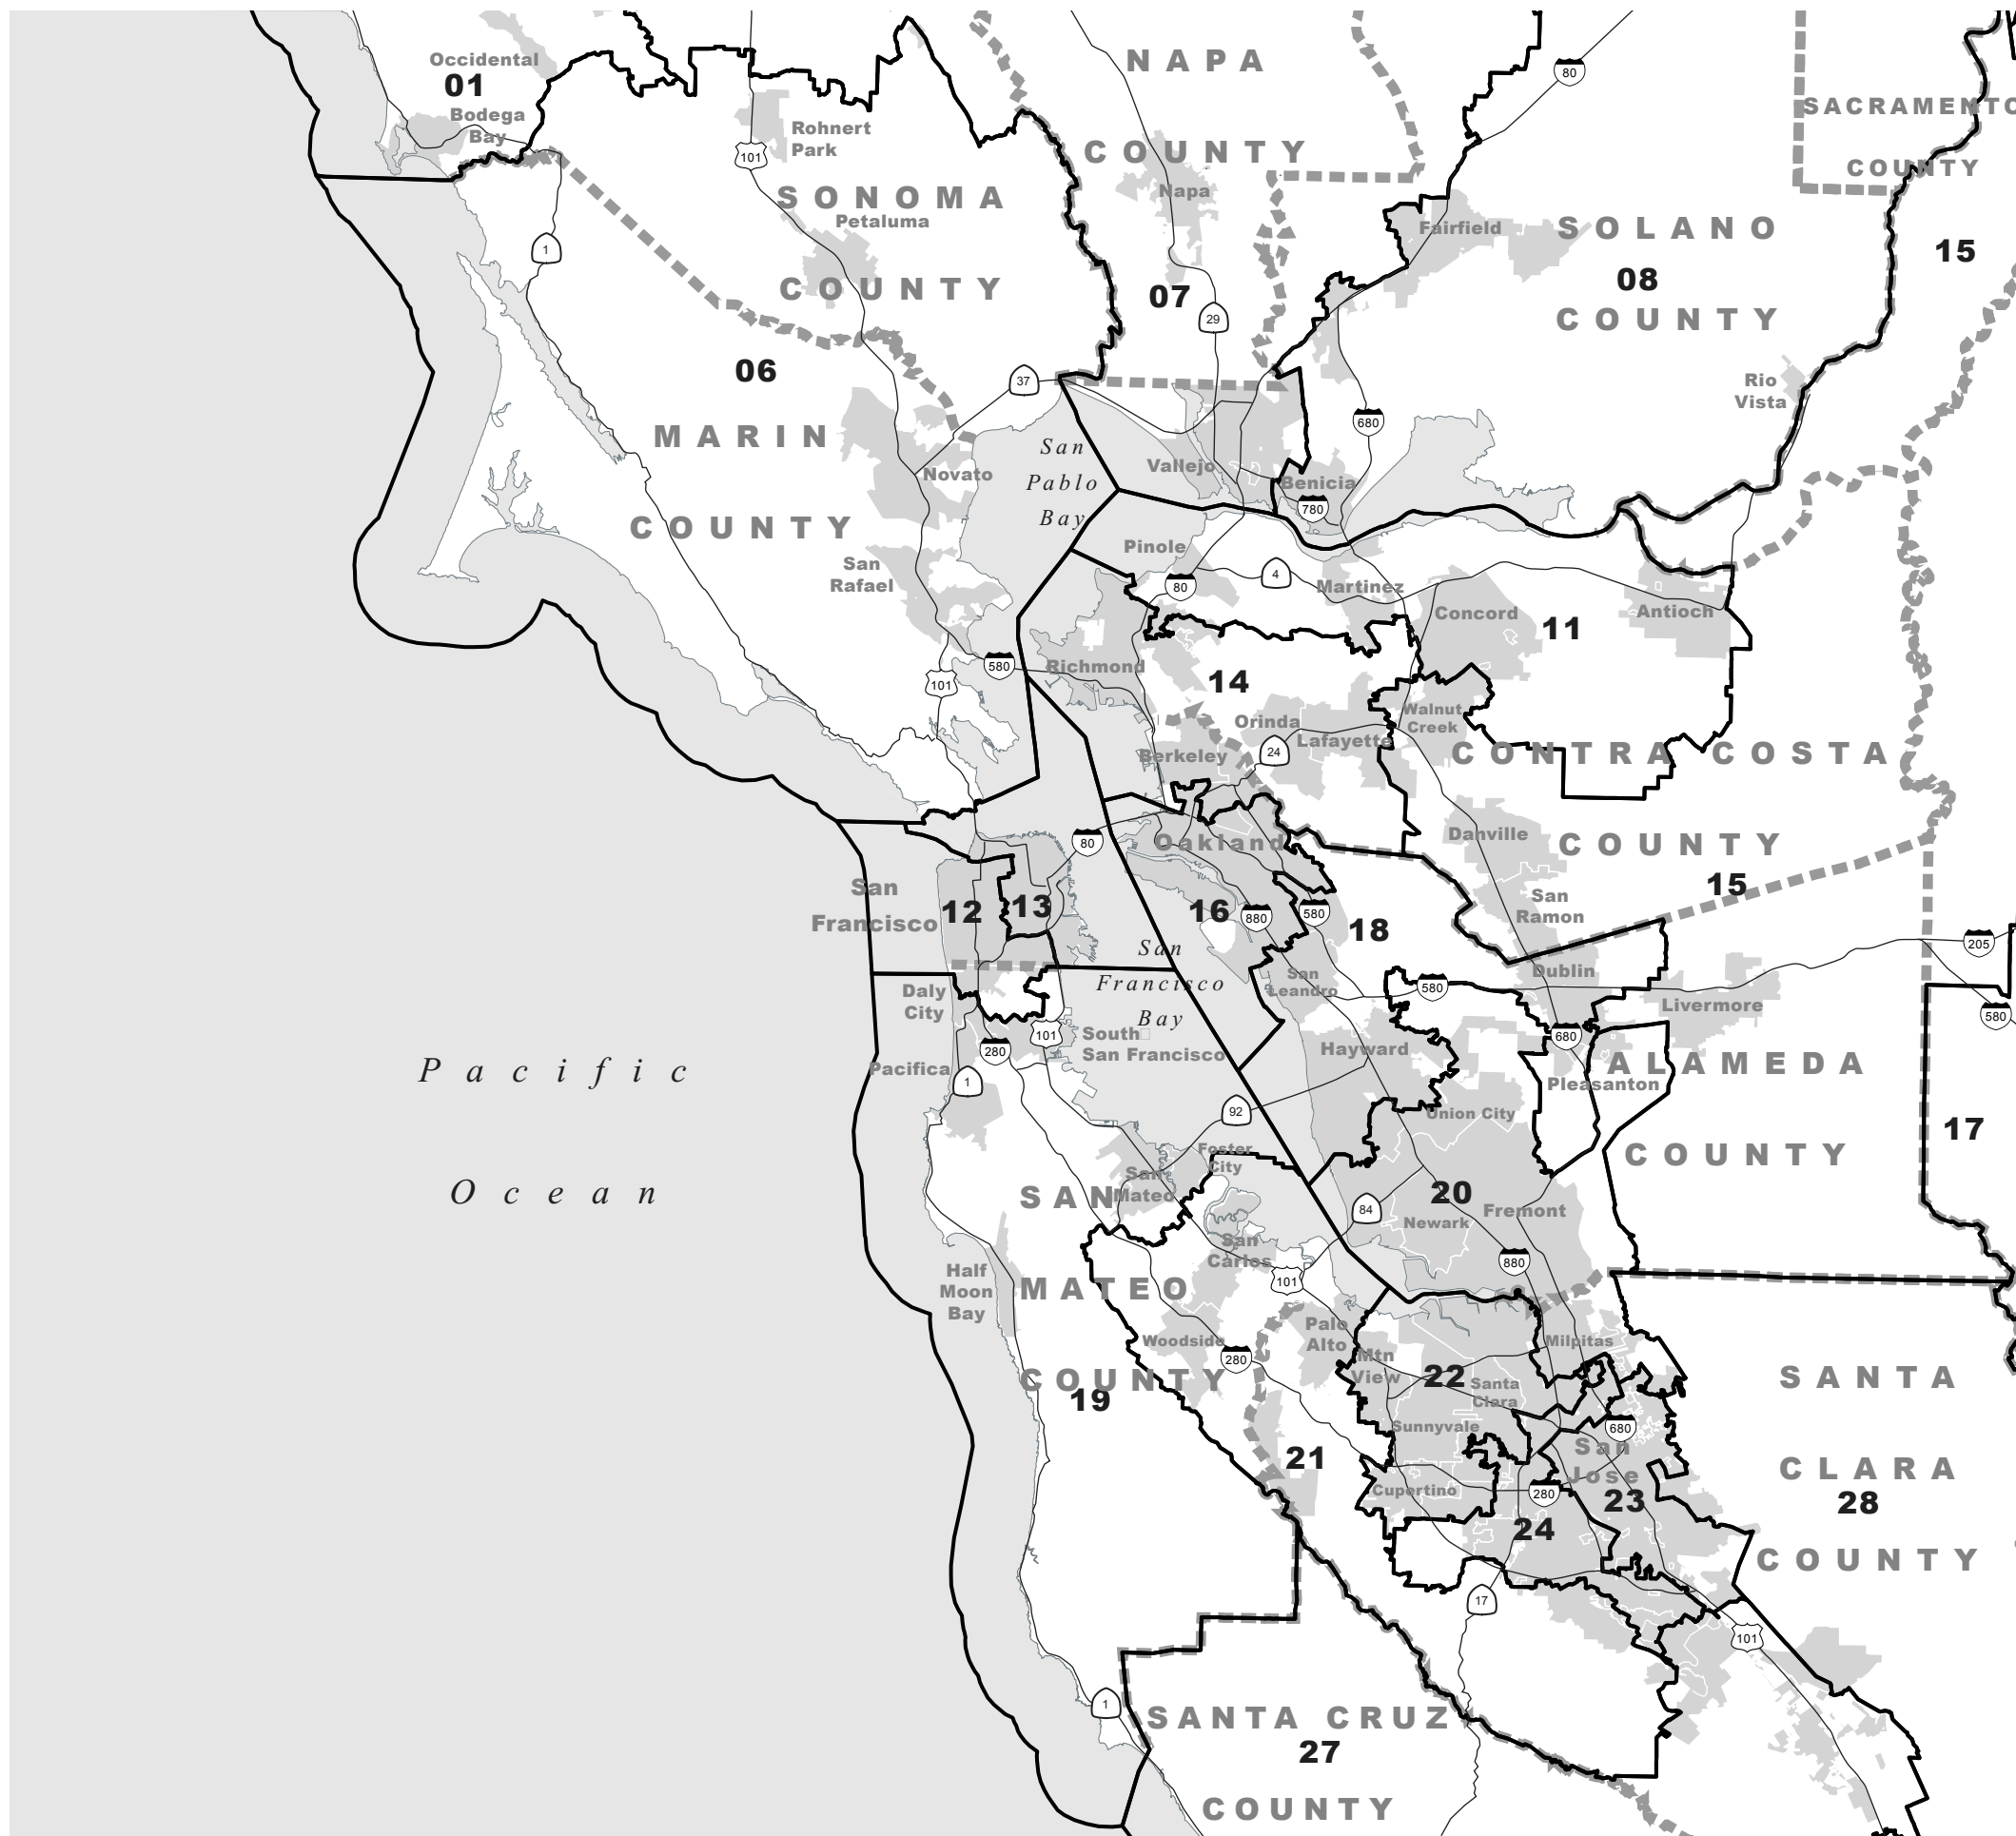 Occidental
01
Bodega
Bay
NAPA
COUNTY
Napa
80
SACRAMENTO
COUNTY
101
Rohnert
Park
SONOMA
Petaluma
COUNTY
1
07
29
Fairfield
SOLANO
08
COUNTY
15
06
37
Rio
Vista
MARIN
COUNTY
Novato
San
Pablo
Bay
Vallejo
680
Benicia
780
San
Rafael
Pinole
80
4
Martinez
Concord
11
Antioch
580
101
Richmond
14
Orinda
24
Lafayette
Walnut
Creek
Berkeley
CONTRA COSTA
COUNTY
15
Danville
San
Ramon
80
Oakland
San
Francisco
12
13
16
880
580
18
San
Francisco
Bay
San
Leandro
580
Dublin
Livermore
205
580
Daly
City
280
101
South
San Francisco
Pacifica
1
Hayward
680
Pleasanton
ALAMEDA
COUNTY
17
Pacific
Ocean
92
Union City
Foster
City
San
Mateo
SAN
MATEO
COUNTY
19
84
20
Newark
Fremont
880
San
Carlos
101
Half
Moon
Bay
Woodside
280
Palo
Alto
Mtn
View
22
Santa
Clara
Milpitas
Sunnyvale
680
San
Jose
23
21
Cupertino
280
24
SANTA
CLARA
28
COUNTY
17
101
1
SANTA CRUZ
27
COUNTY